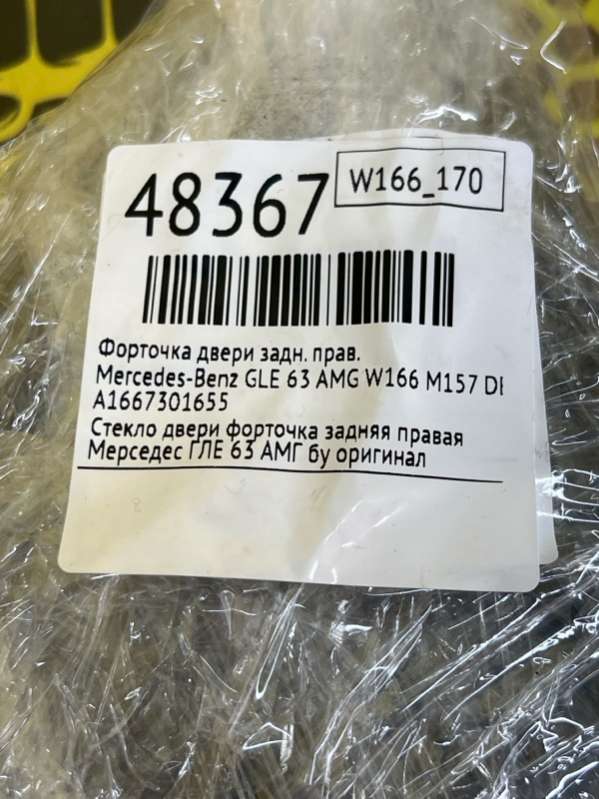 48367
W166_170
Форточка двери задн. прав.
Mercedes-Benz GLE 63 AMG W166 M157 DE
A1667301655
Стекло двери форточка задняя правая
Мерседес ГЛЕ 63 АМГ бу оригинал